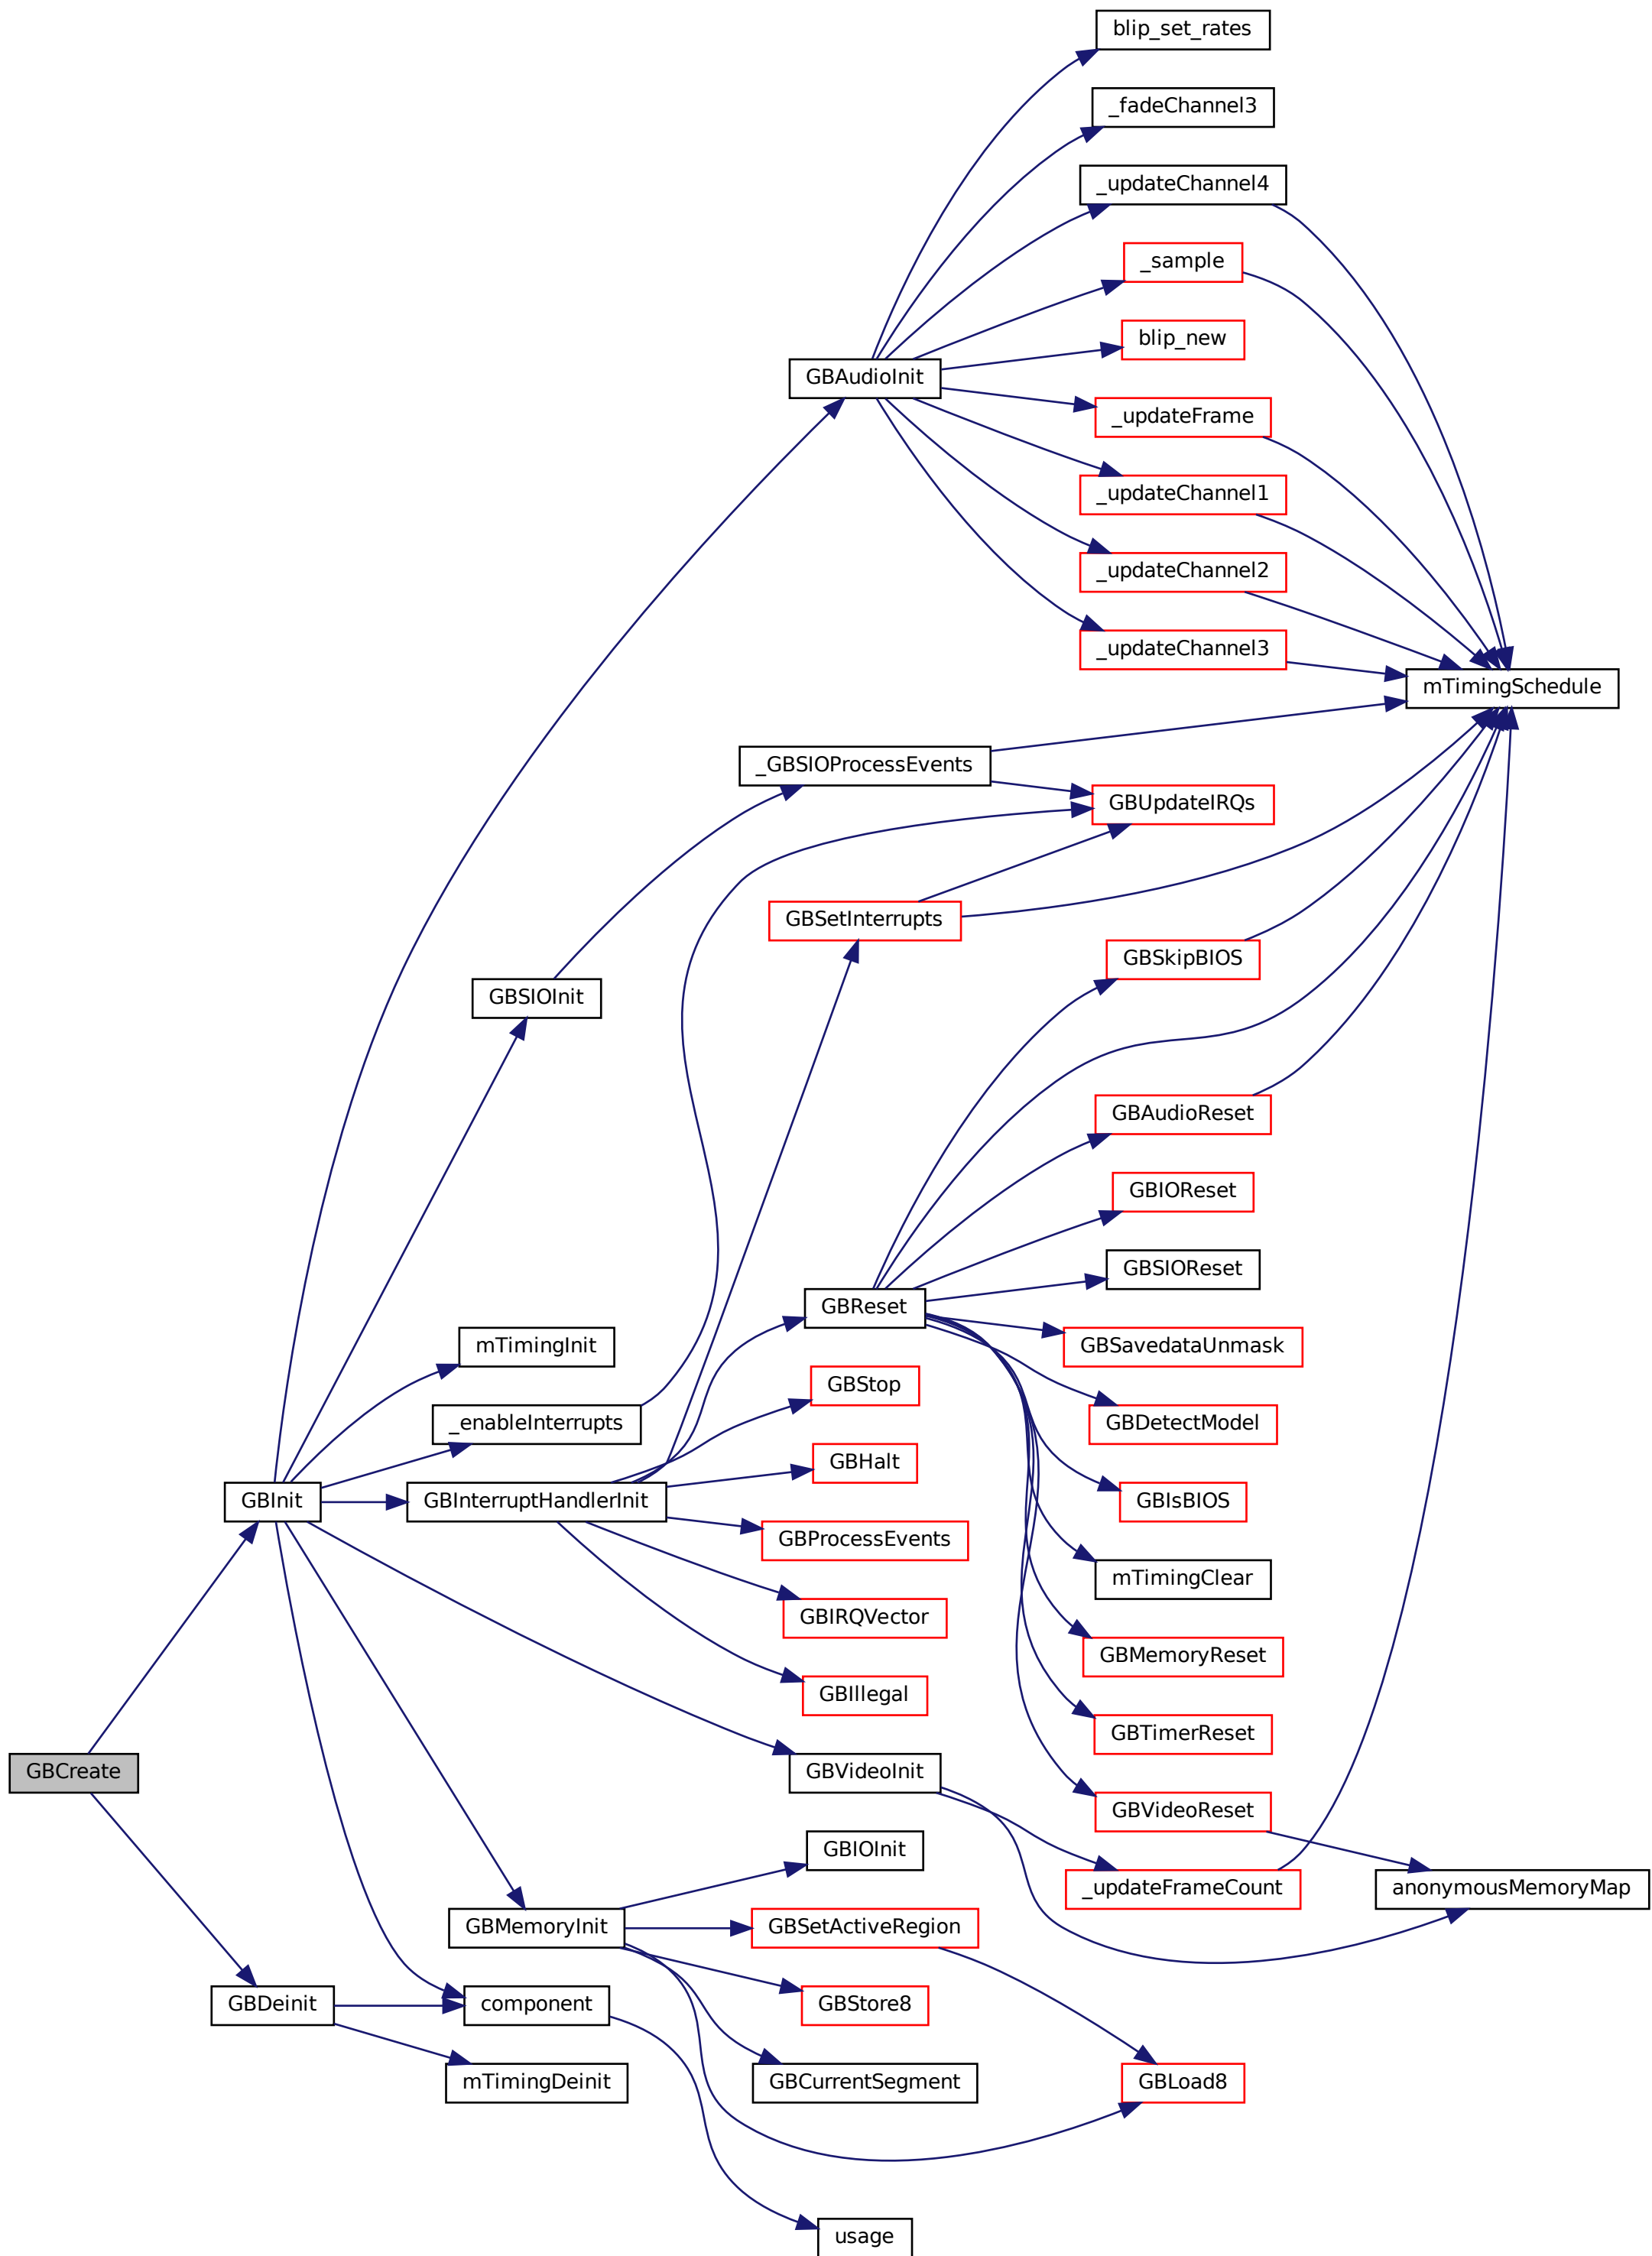 blip_set_rates
_fadeChannel3
_updateChannel4
_sample
blip_new
GBAudioInit
_updateFrame
_updateChannel1
_updateChannel2
_updateChannel3
mTimingSchedule
_GBSIOProcessEvents
GBUpdateIRQs
GBSetInterrupts
GBSkipBIOS
GBSIOInit
GBAudioReset
GBIOReset
GBSIOReset
GBReset
mTimingInit
GBSavedataUnmask
GBStop
_enableInterrupts
GBDetectModel
GBHalt
GBInit
GBInterruptHandlerInit
GBIsBIOS
GBProcessEvents
mTimingClear
GBIRQVector
GBMemoryReset
GBIllegal
GBTimerReset
GBCreate
GBVideoInit
GBVideoReset
GBIOInit
_updateFrameCount
anonymousMemoryMap
GBMemoryInit
GBSetActiveRegion
GBDeinit
component
GBStore8
mTimingDeinit
GBCurrentSegment
GBLoad8
usage